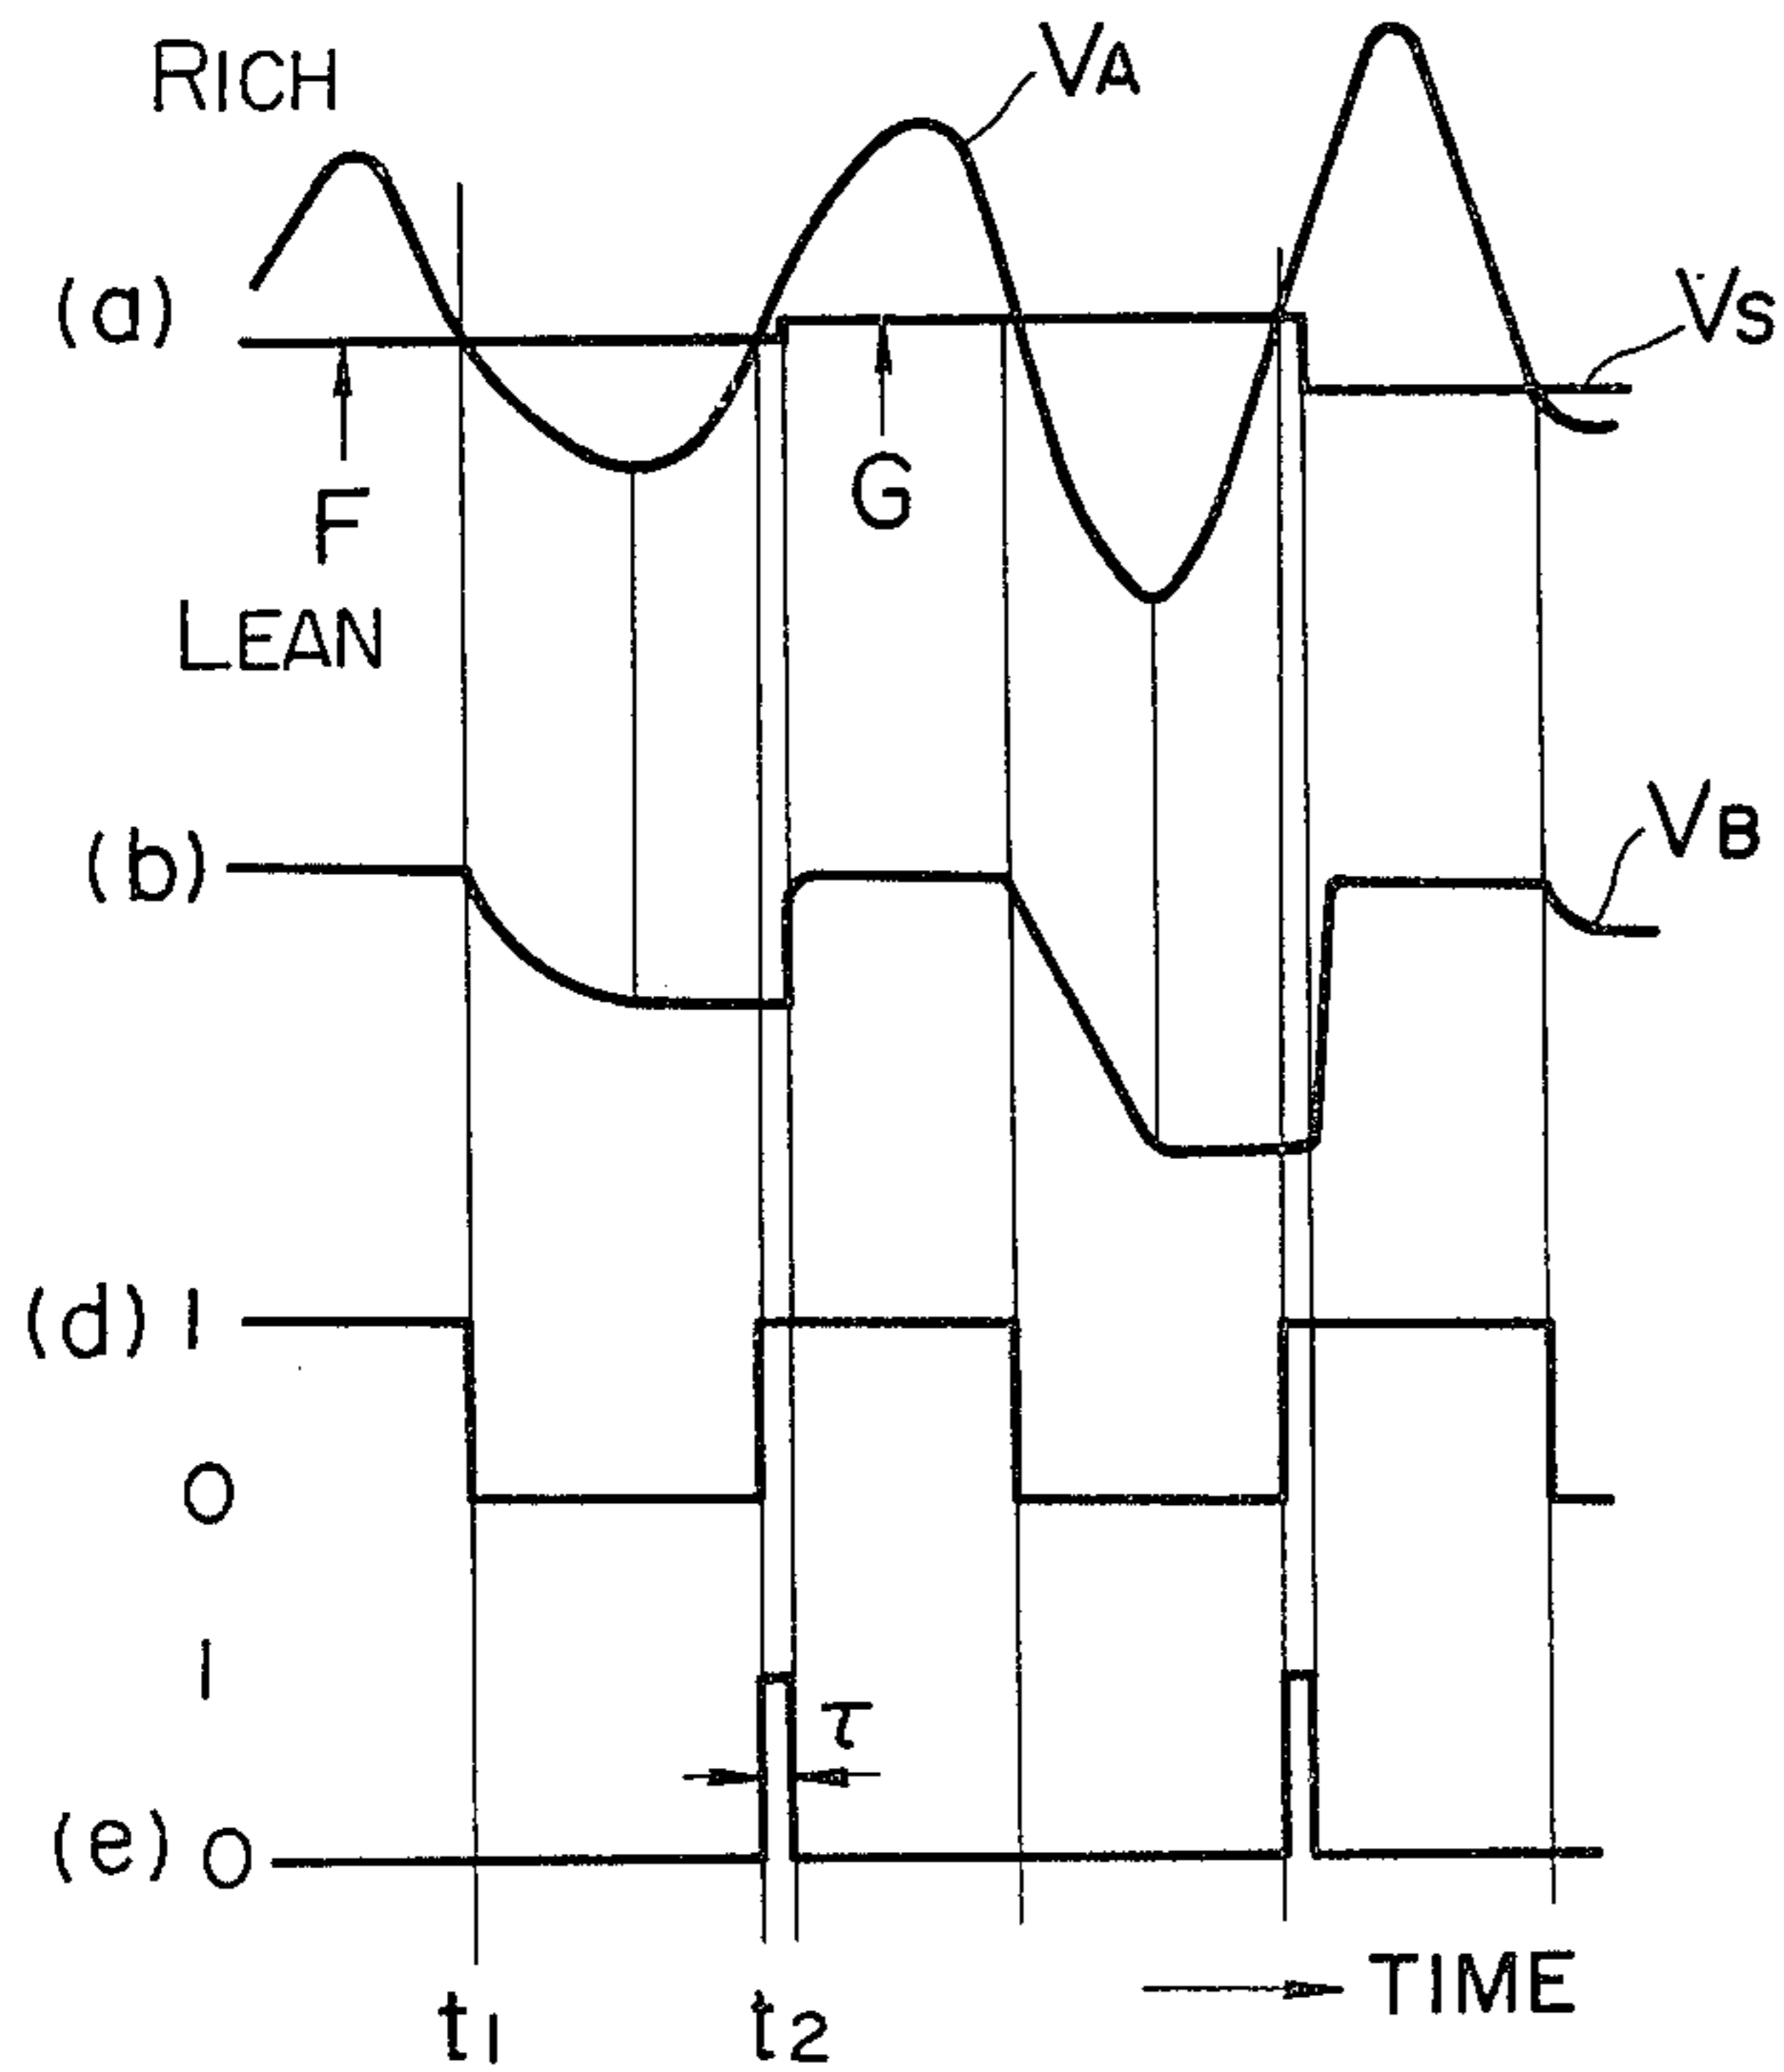 RICH
VA
(a)
VS
F
G
LEAN
(b)
VB
(d) 1
0
1
τ
(e) 0
t1
t2
TIME